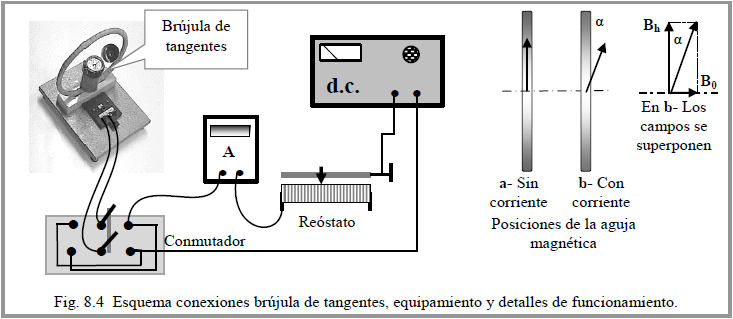 Brújula de
tangentes
d.c.
A
Reóstato
Conmutador
α
a- Sin
corriente
b- Con
corriente
Posiciones de la aguja
magnética
Bh
α
B0
En b- Los
campos se
superponen
Fig. 8.4 Esquema conexiones brújula de tangentes, equipamiento y detalles de funcionamiento.